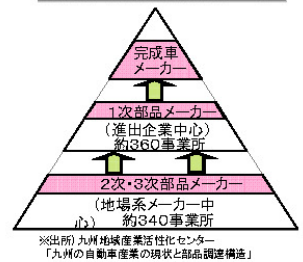 完成車
メーカー
1次部品メーカー
(進出企業中心)
約360事業所
2次・3次部品メーカー
(地場系メーカー中
心) 約340事業所
※出所)九州地域産業活性化センター
「九州の自動車産業の現状と部品調達構造」